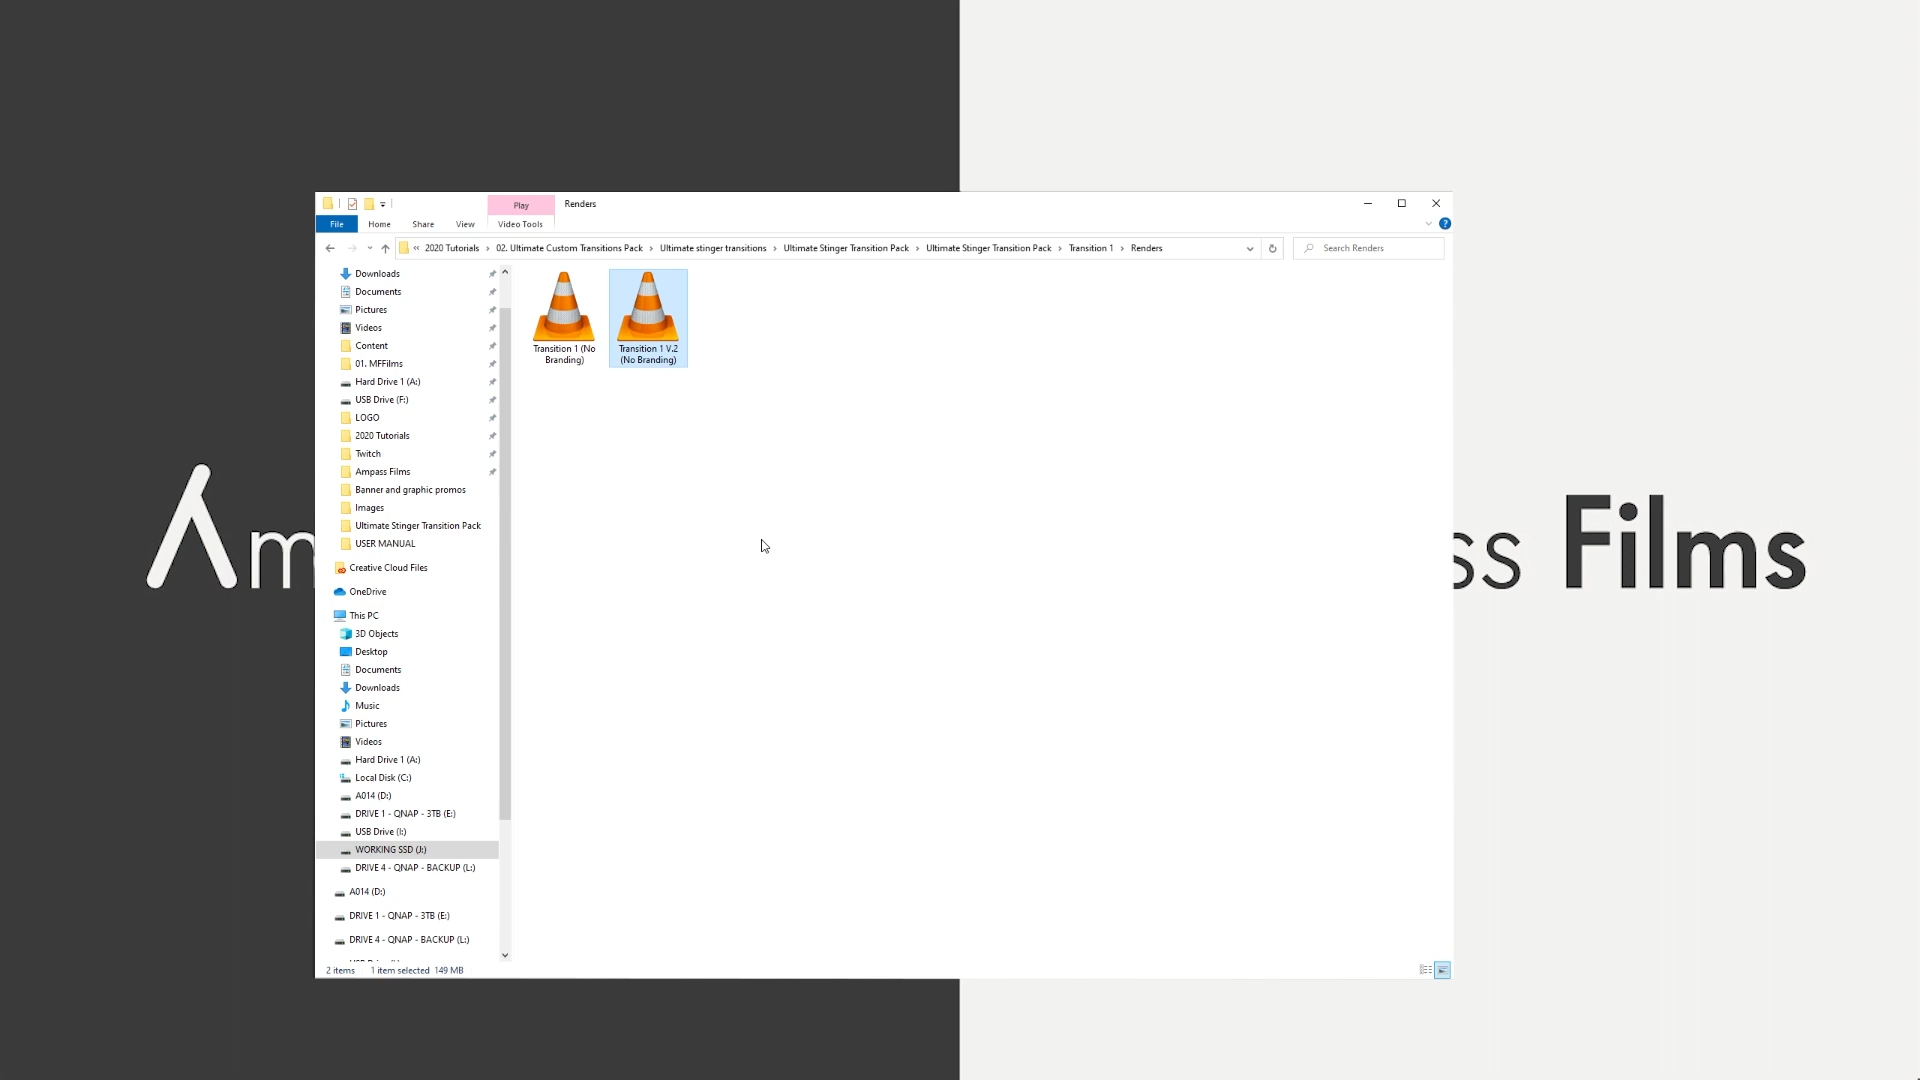 Play
Renders
File
Home
Share
View
Video Tools
« 2020 Tutorials › 02. Ultimate Custom Transitions Pack › Ultimate stinger transitions › Ultimate Stinger Transition Pack › Ultimate Stinger Transition Pack › Transition 1 › Renders
Search Renders
Downloads
Documents
Pictures
Videos
Content
01. MFFilms
Hard Drive 1 (A:)
USB Drive (F:)
LOGO
2020 Tutorials
Twitch
Ampass Films
Banner and graphic promos
Images
Ultimate Stinger Transition Pack
USER MANUAL
Creative Cloud Files
OneDrive
This PC
3D Objects
Desktop
Documents
Downloads
Music
Pictures
Videos
Hard Drive 1 (A:)
Local Disk (C:)
A014 (D:)
DRIVE 1 - QNAP - 3TB (E:)
USB Drive (I:)
WORKING SSD (J:)
DRIVE 4 - QNAP - BACKUP (L:)
A014 (D:)
DRIVE 1 - QNAP - 3TB (E:)
DRIVE 4 - QNAP - BACKUP (L:)
Transition 1 (No
Branding)
Transition 1 V.2
(No Branding)
2 items 1 item selected 149 MB
Am
ss Films